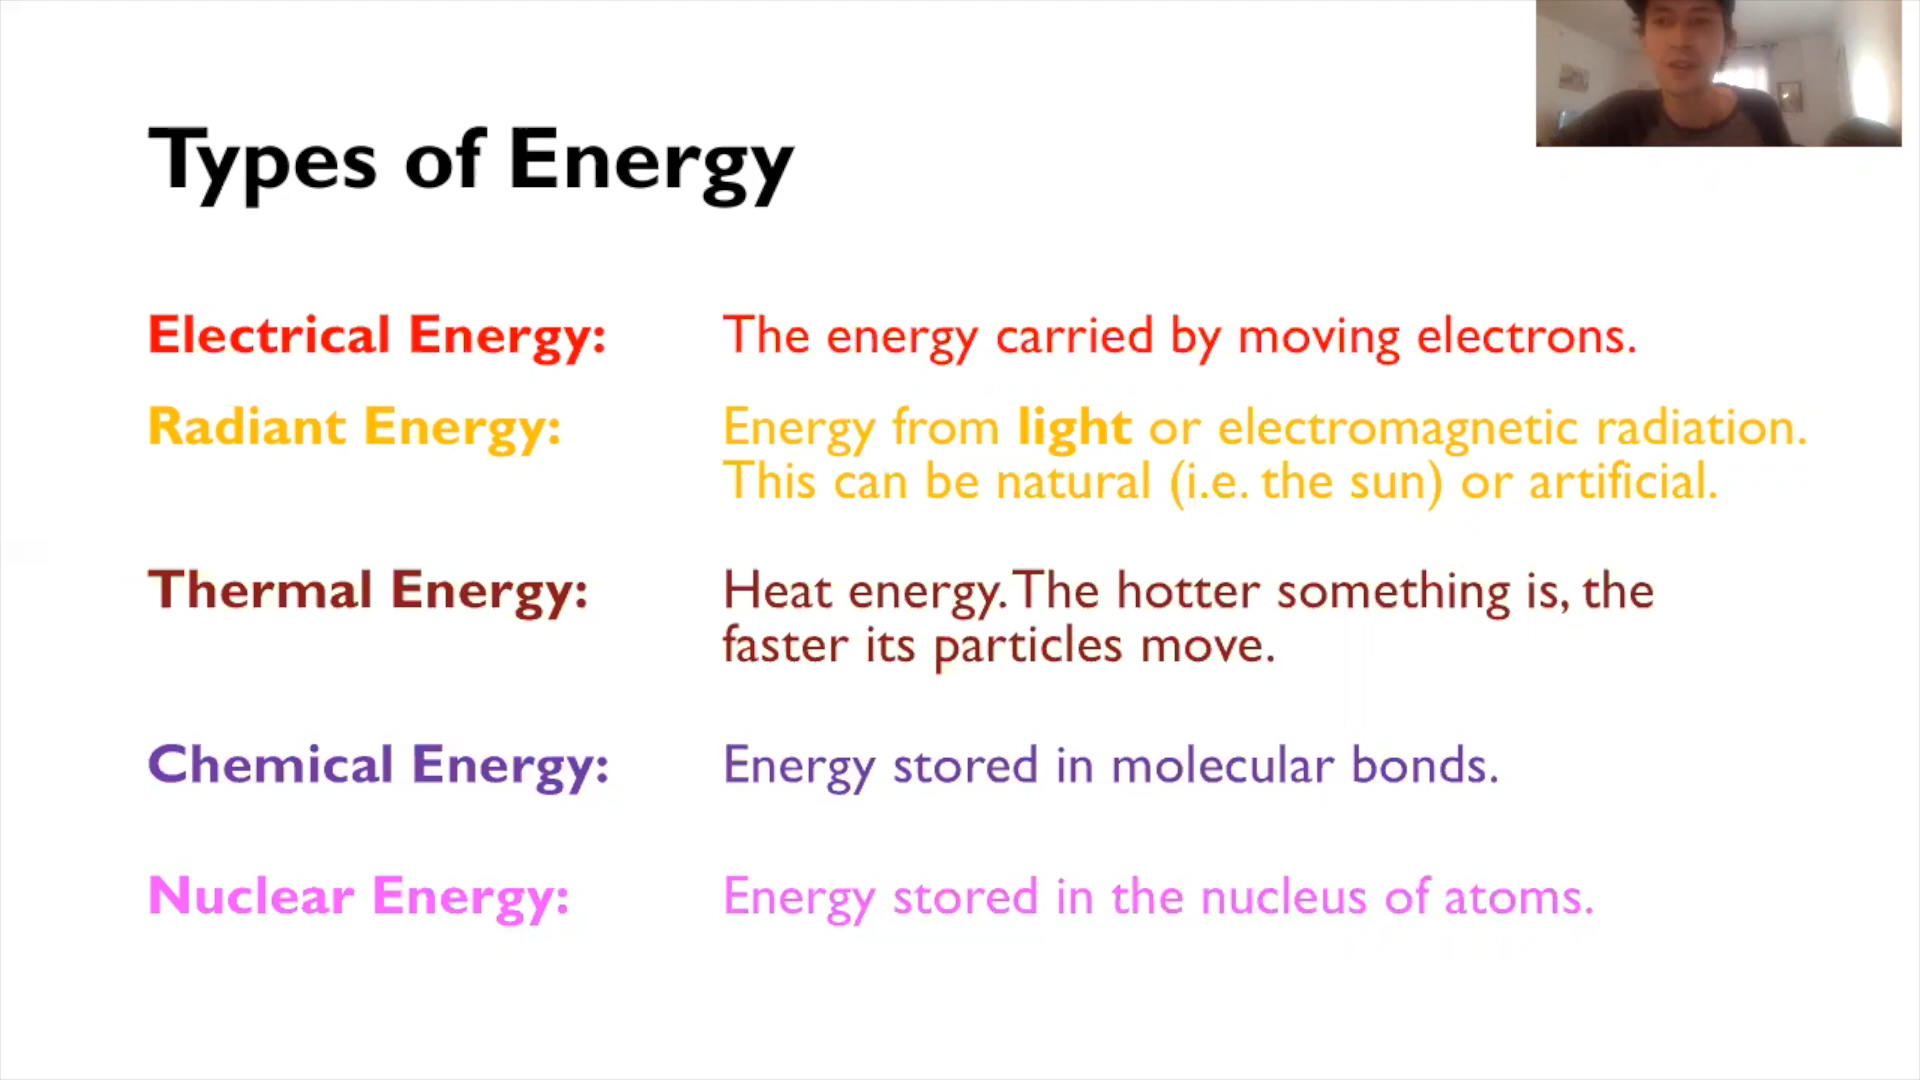 Types of Energy
Electrical Energy: The energy carried by moving electrons.
Radiant Energy: Energy from light or electromagnetic radiation.
This can be natural (i.e. the sun) or artificial.
Thermal Energy: Heat energy. The hotter something is, the
faster its particles move.
Chemical Energy: Energy stored in molecular bonds.
Nuclear Energy: Energy stored in the nucleus of atoms.